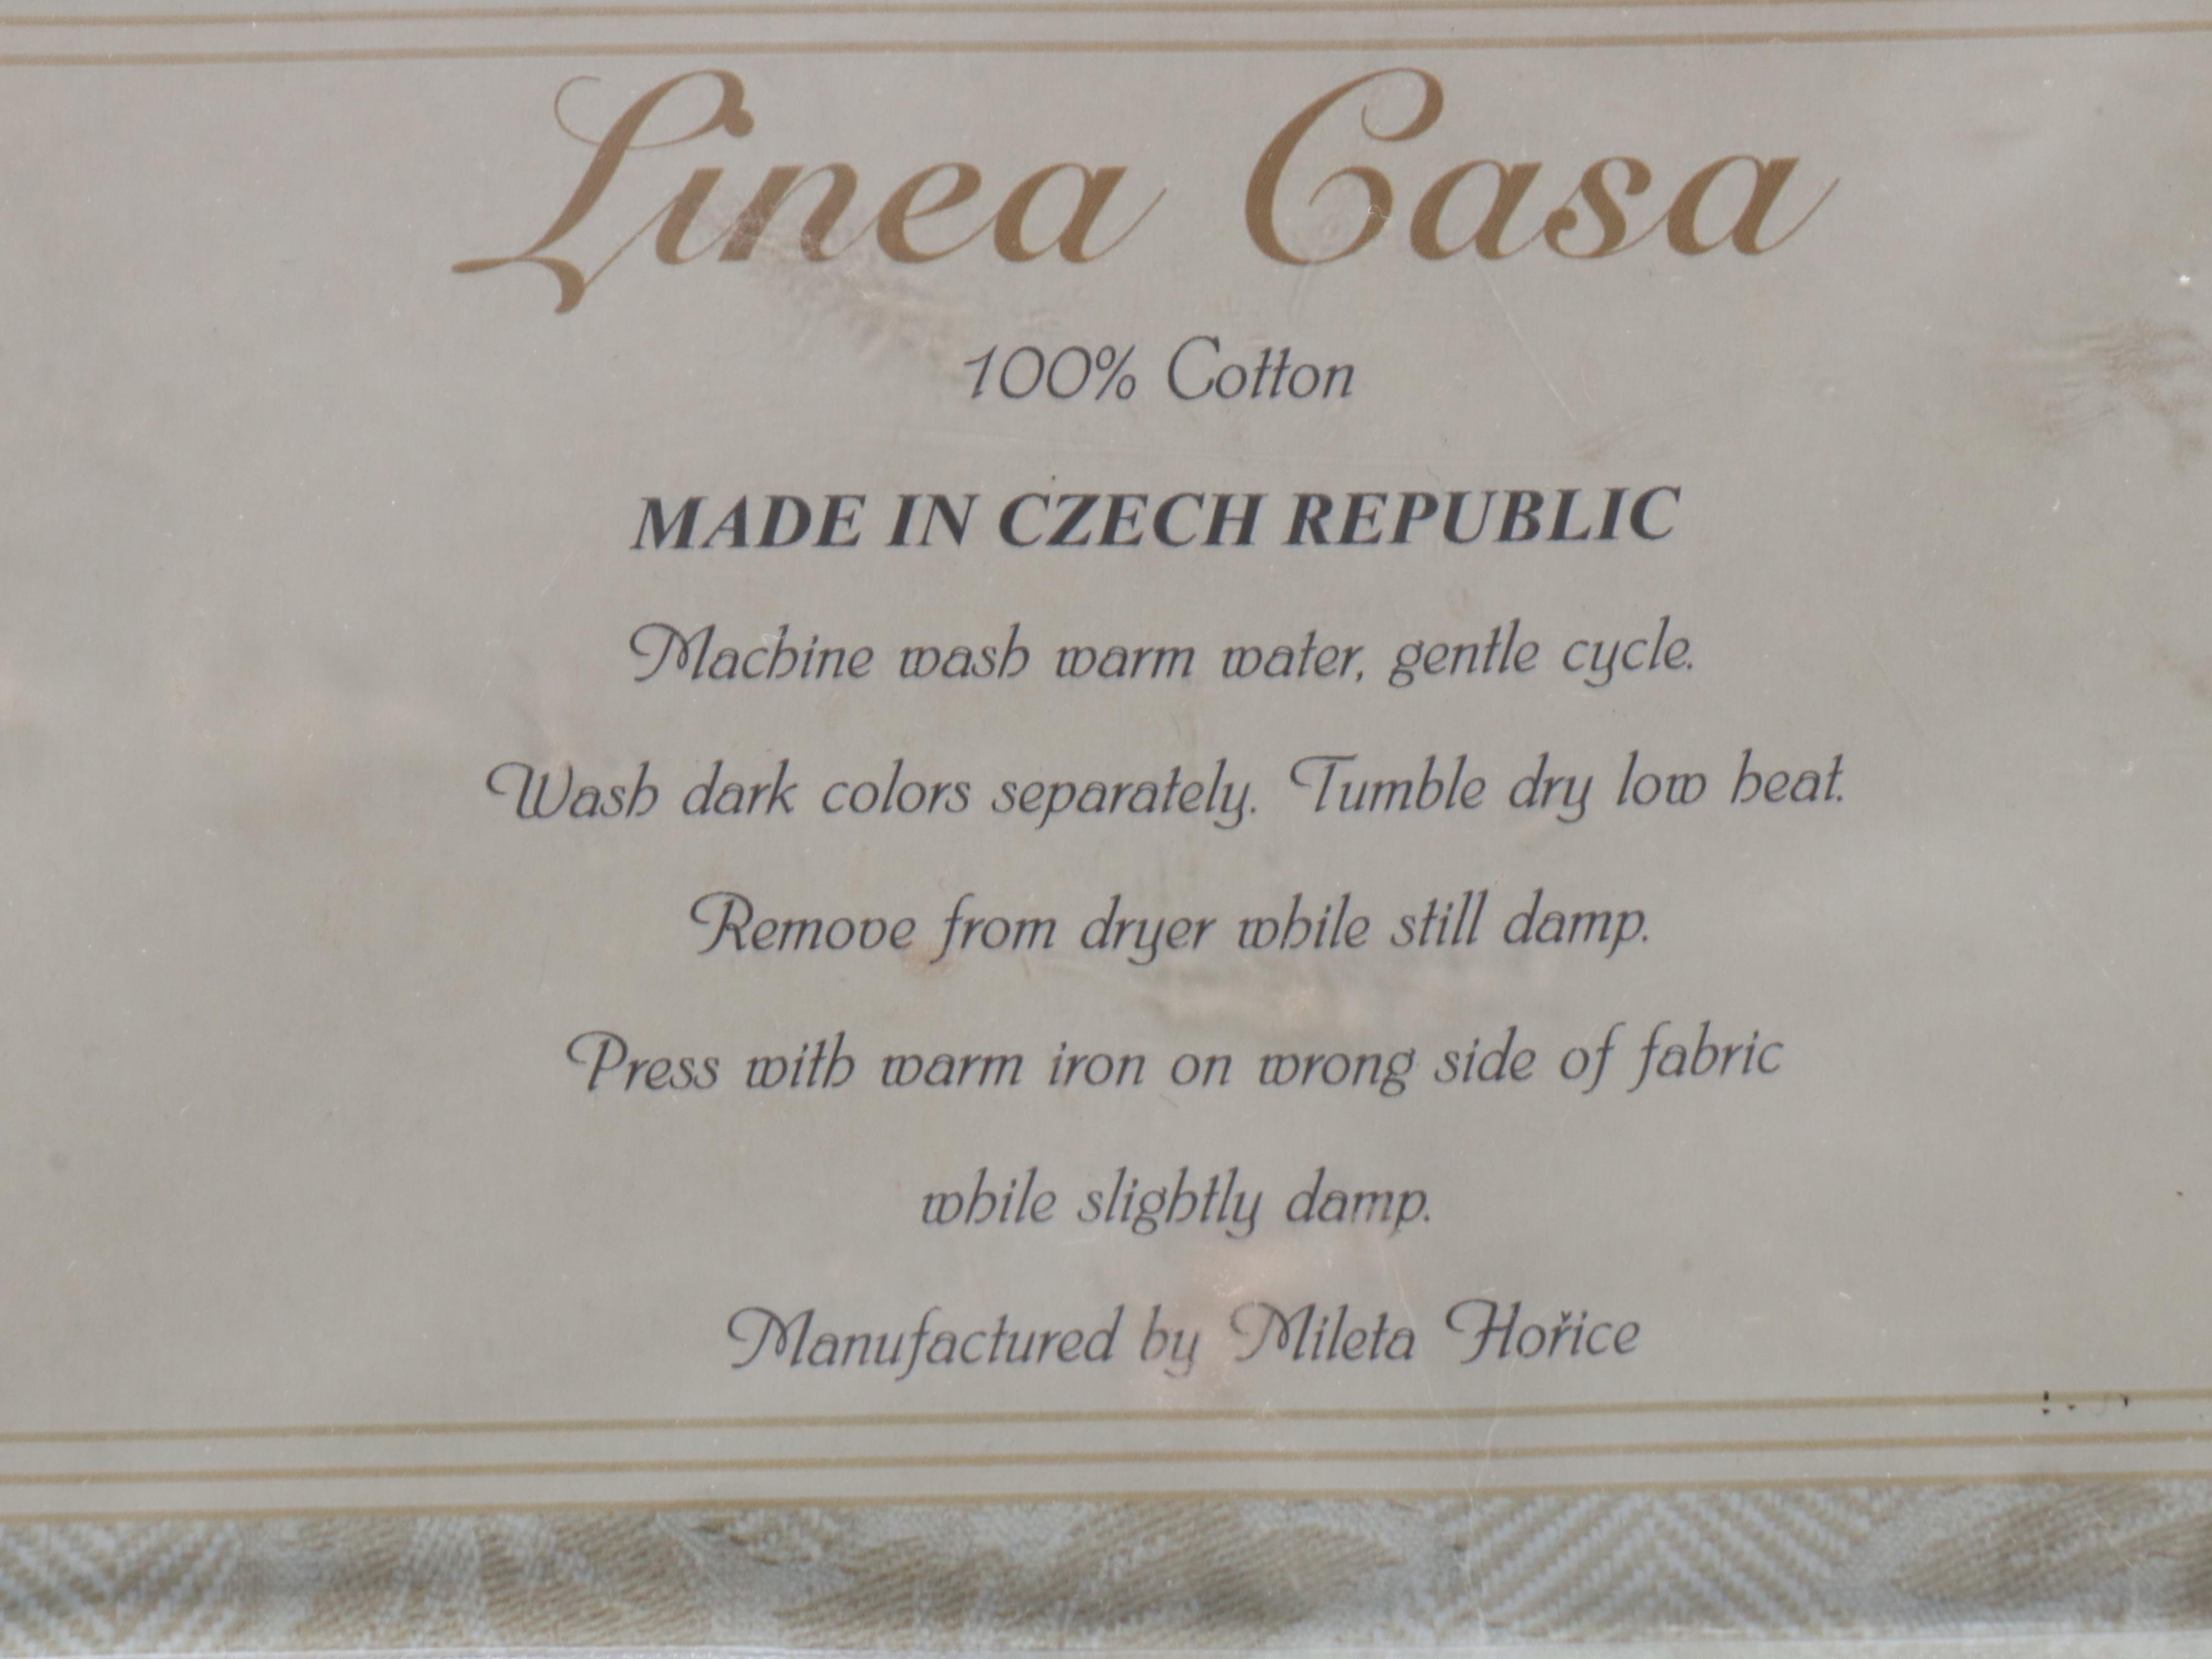 Linea Casa
100% Cotton
MADE IN CZECH REPUBLIC
Machine wash warm water, gentle cycle.
Wash dark colors separately. Tumble dry low heat.
Remove from dryer while still damp.
Press with warm iron on wrong side of fabric
while slightly damp.
Manufactured by Mileta Hořice